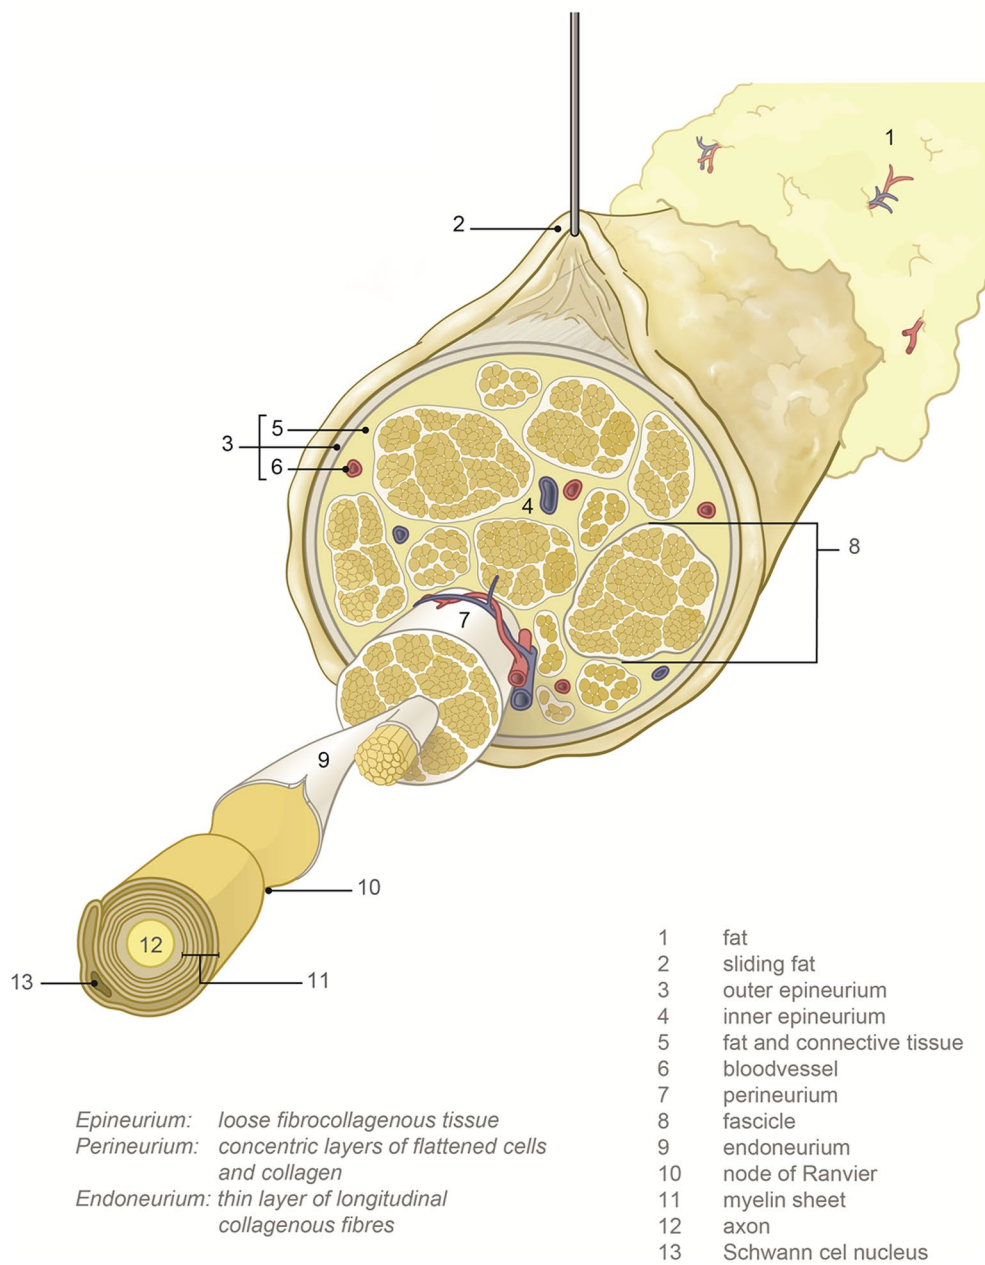 1
2
5
3
6
4
8
7
9
10
12
13
11
1 fat
2 sliding fat
3 outer epineurium
4 inner epineurium
5 fat and connective tissue
6 bloodvessel
7 perineurium
8 fascicle
9 endoneurium
10 node of Ranvier
11 myelin sheet
12 axon
13 Schwann cel nucleus
Epineurium: loose fibrocollagenous tissue
Perineurium: concentric layers of flattened cells
and collagen
Endoneurium: thin layer of longitudinal
collagenous fibres